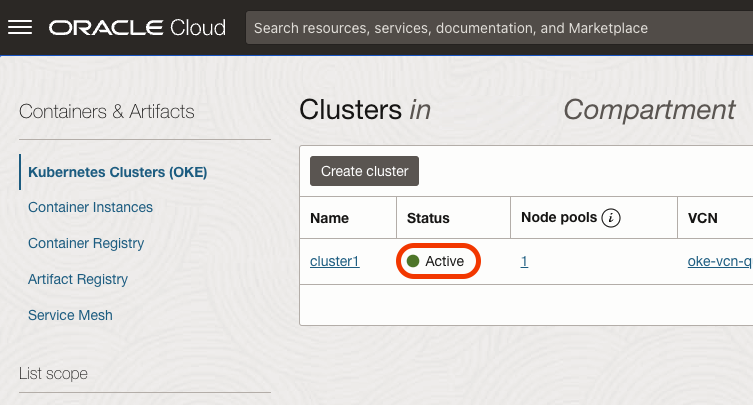 ORACLE Cloud
Search resources, services, documentation, and Marketplace
Containers & Artifacts
Kubernetes Clusters (OKE)
Container Instances
Container Registry
Artifact Registry
Service Mesh
List scope
Clusters in Compartment
Create cluster
Name Status Node pools i VCN
cluster1 Active 1 oke-vcn-q